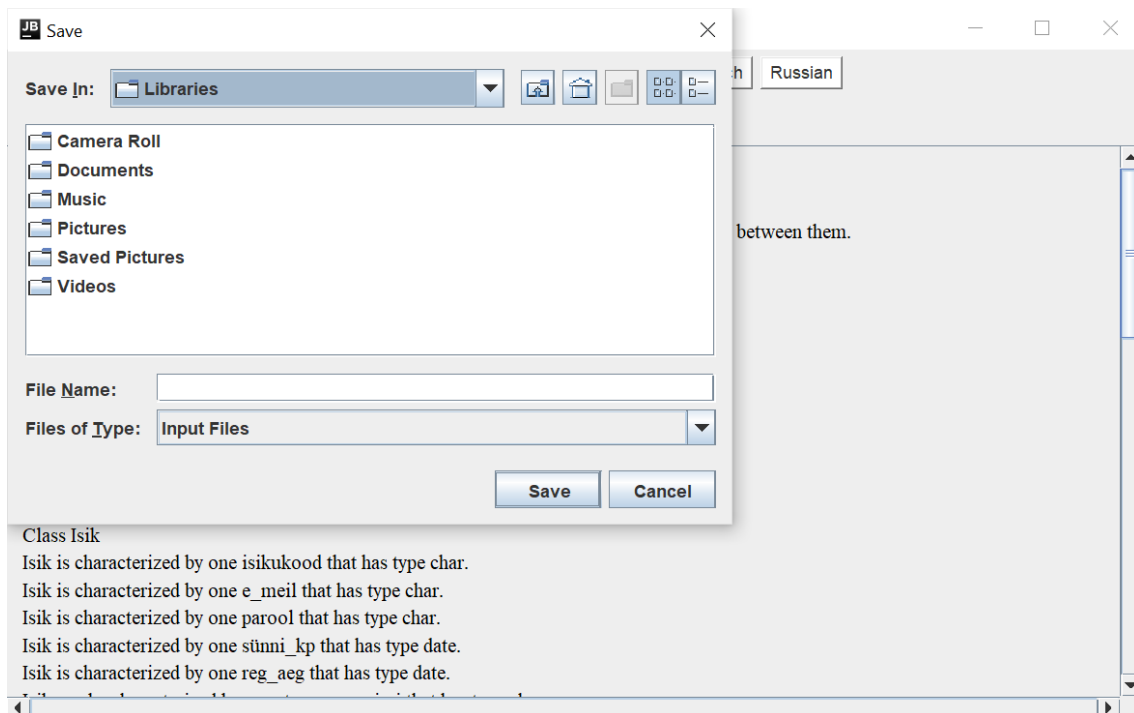 JB Save
Save In: Libraries
Russian
Camera Roll
Documents
Music
Pictures
Saved Pictures
Videos
between them.
File Name:
Files of Type: Input Files
Save Cancel
Class Isik
Isik is characterized by one isikukood that has type char.
Isik is characterized by one e_meil that has type char.
Isik is characterized by one parool that has type char.
Isik is characterized by one sünni_kp that has type date.
Isik is characterized by one reg_aeg that has type date.